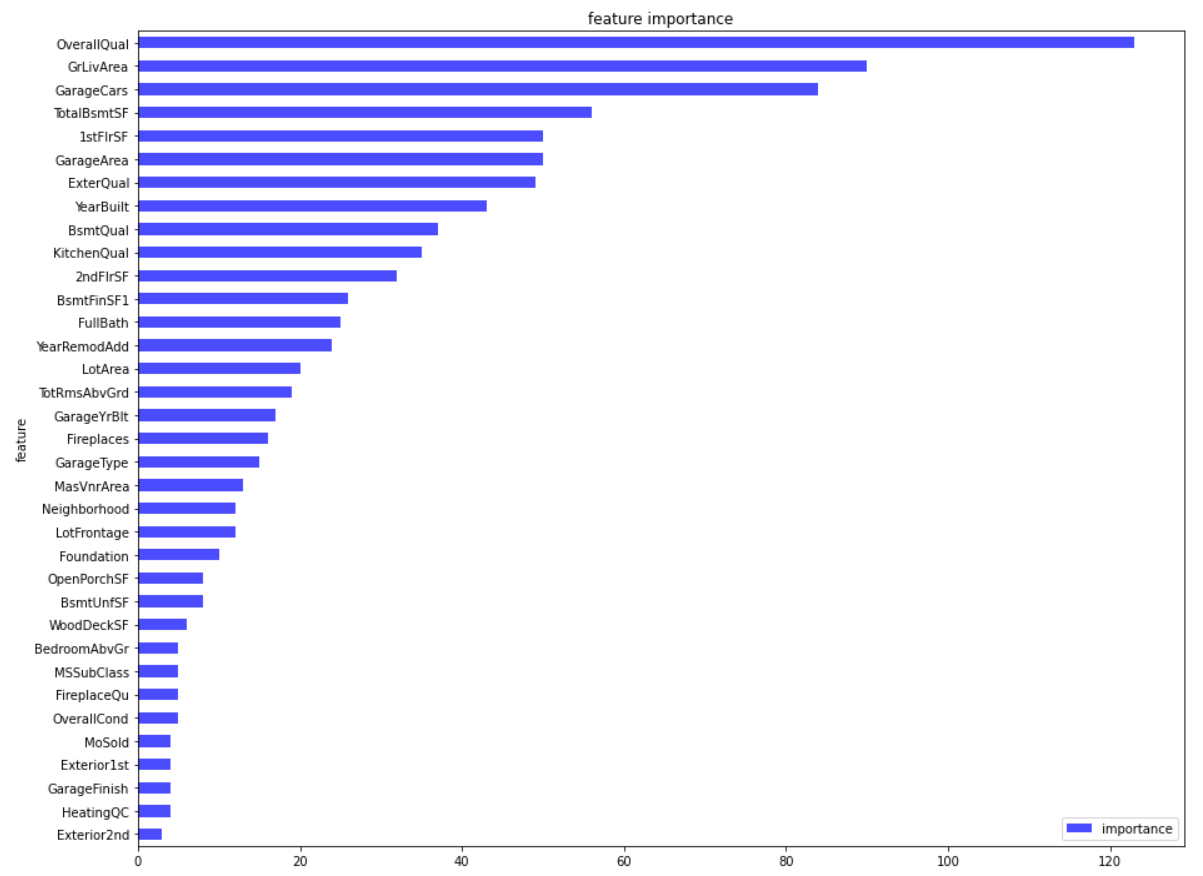 feature importance
feature
OverallQual
GrLivArea
GarageCars
TotalBsmtSF
1stFlrSF
GarageArea
ExterQual
YearBuilt
BsmtQual
KitchenQual
2ndFlrSF
BsmtFinSF1
FullBath
YearRemodAdd
LotArea
TotRmsAbvGrd
GarageYrBlt
Fireplaces
GarageType
MasVnrArea
Neighborhood
LotFrontage
Foundation
OpenPorchSF
BsmtUnfSF
WoodDeckSF
BedroomAbvGr
MSSubClass
FireplaceQu
OverallCond
MoSold
Exterior1st
GarageFinish
HeatingQC
Exterior2nd
importance
0 20 40 60 80 100 120